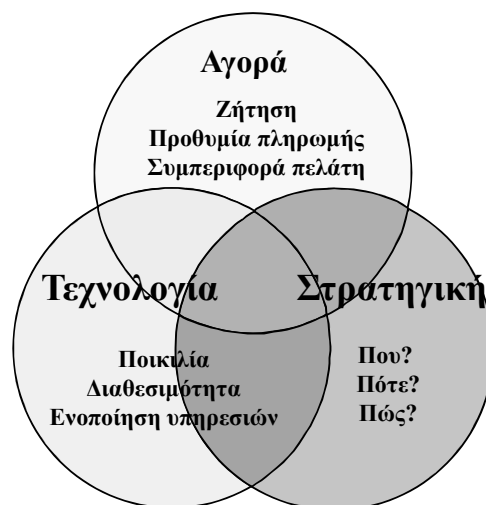 Αγορά
Ζήτηση
Προθυμία πληρωμής
Συμπεριφορά πελάτη
Τεχνολογία
Ποικιλία
Διαθεσιμότητα
Ενοποίηση υπηρεσιών
Στρατηγική
Που?
Πότε?
Πώς?